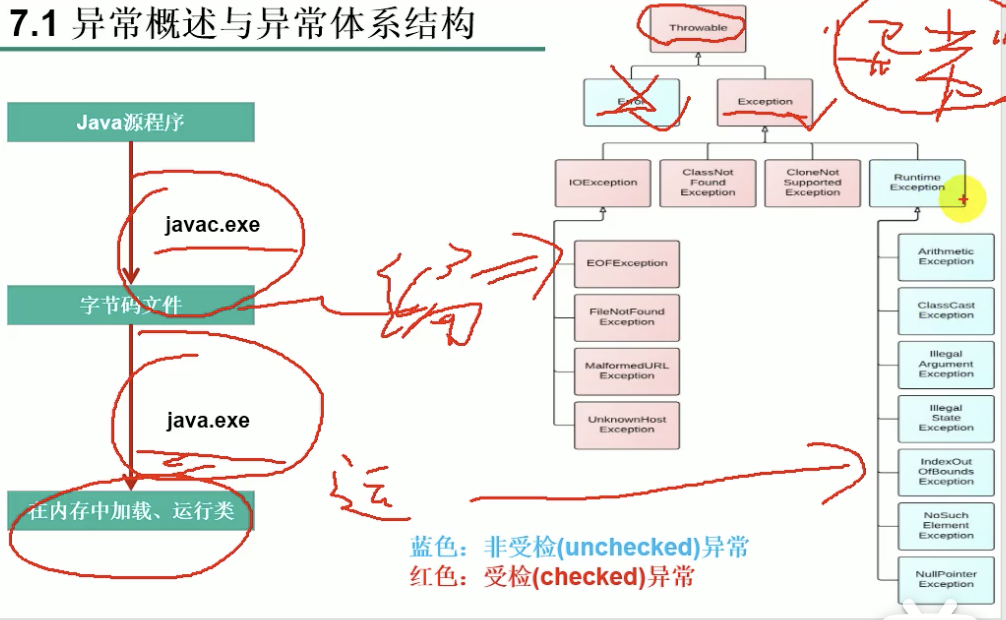 7.1 异常概述与异常体系结构
Java源程序
javac.exe
字节码文件
java.exe
在内存中加载、运行类
Throwable
"异常"
Error
Exception
IOException
ClassNot
Found
Exception
CloneNot
Supported
Exception
Runtime
Exception
EOFException
FileNotFound
Exception
MalformedURL
Exception
UnknownHost
Exception
Arithmetic
Exception
ClassCast
Exception
Illegal
Argument
Exception
Illegal
State
Exception
IndexOut
OfBounds
Exception
NoSuch
Element
Exception
NullPointer
Exception
编
运
蓝色：非受检(unchecked)异常
红色：受检(checked)异常